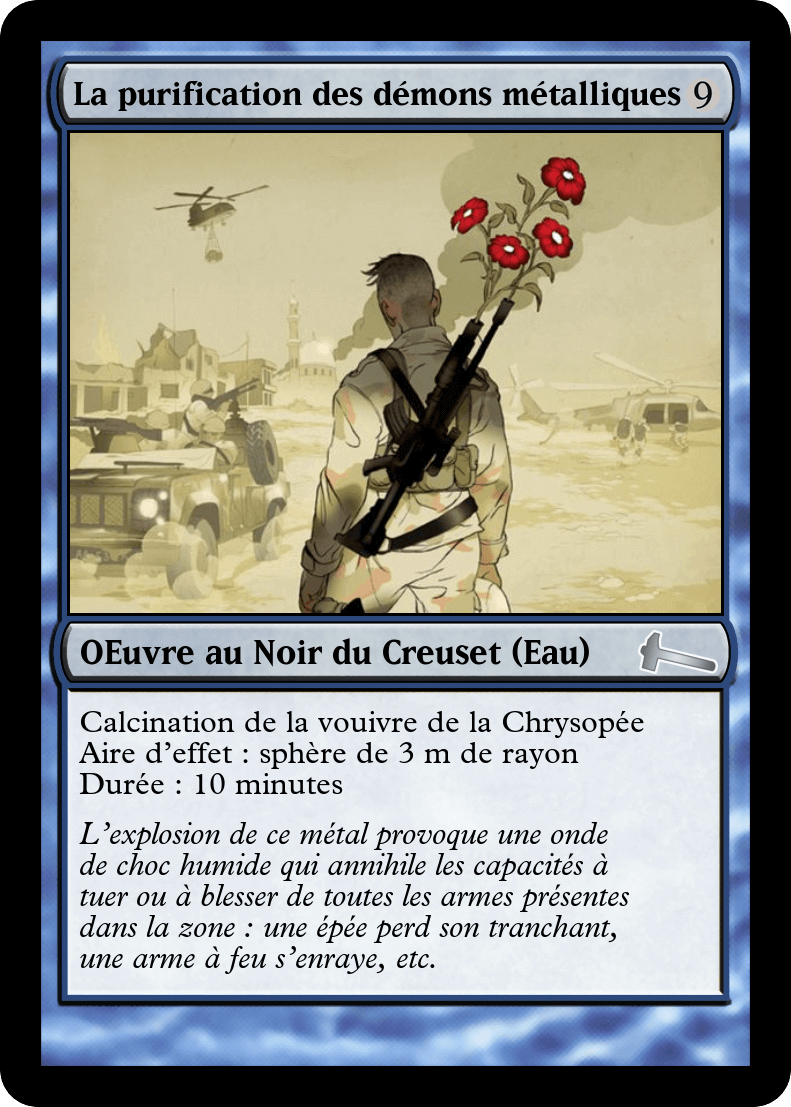 La purification des démons métalliques 9
OEuvre au Noir du Creuset (Eau)
Calcination de la vouivre de la Chrysopée
Aire d'effet : sphère de 3 m de rayon
Durée : 10 minutes
L'explosion de ce métal provoque une onde
de choc humide qui annihile les capacités à
tuer ou à blesser de toutes les armes présentes
dans la zone : une épée perd son tranchant,
une arme à feu s'enraye, etc.